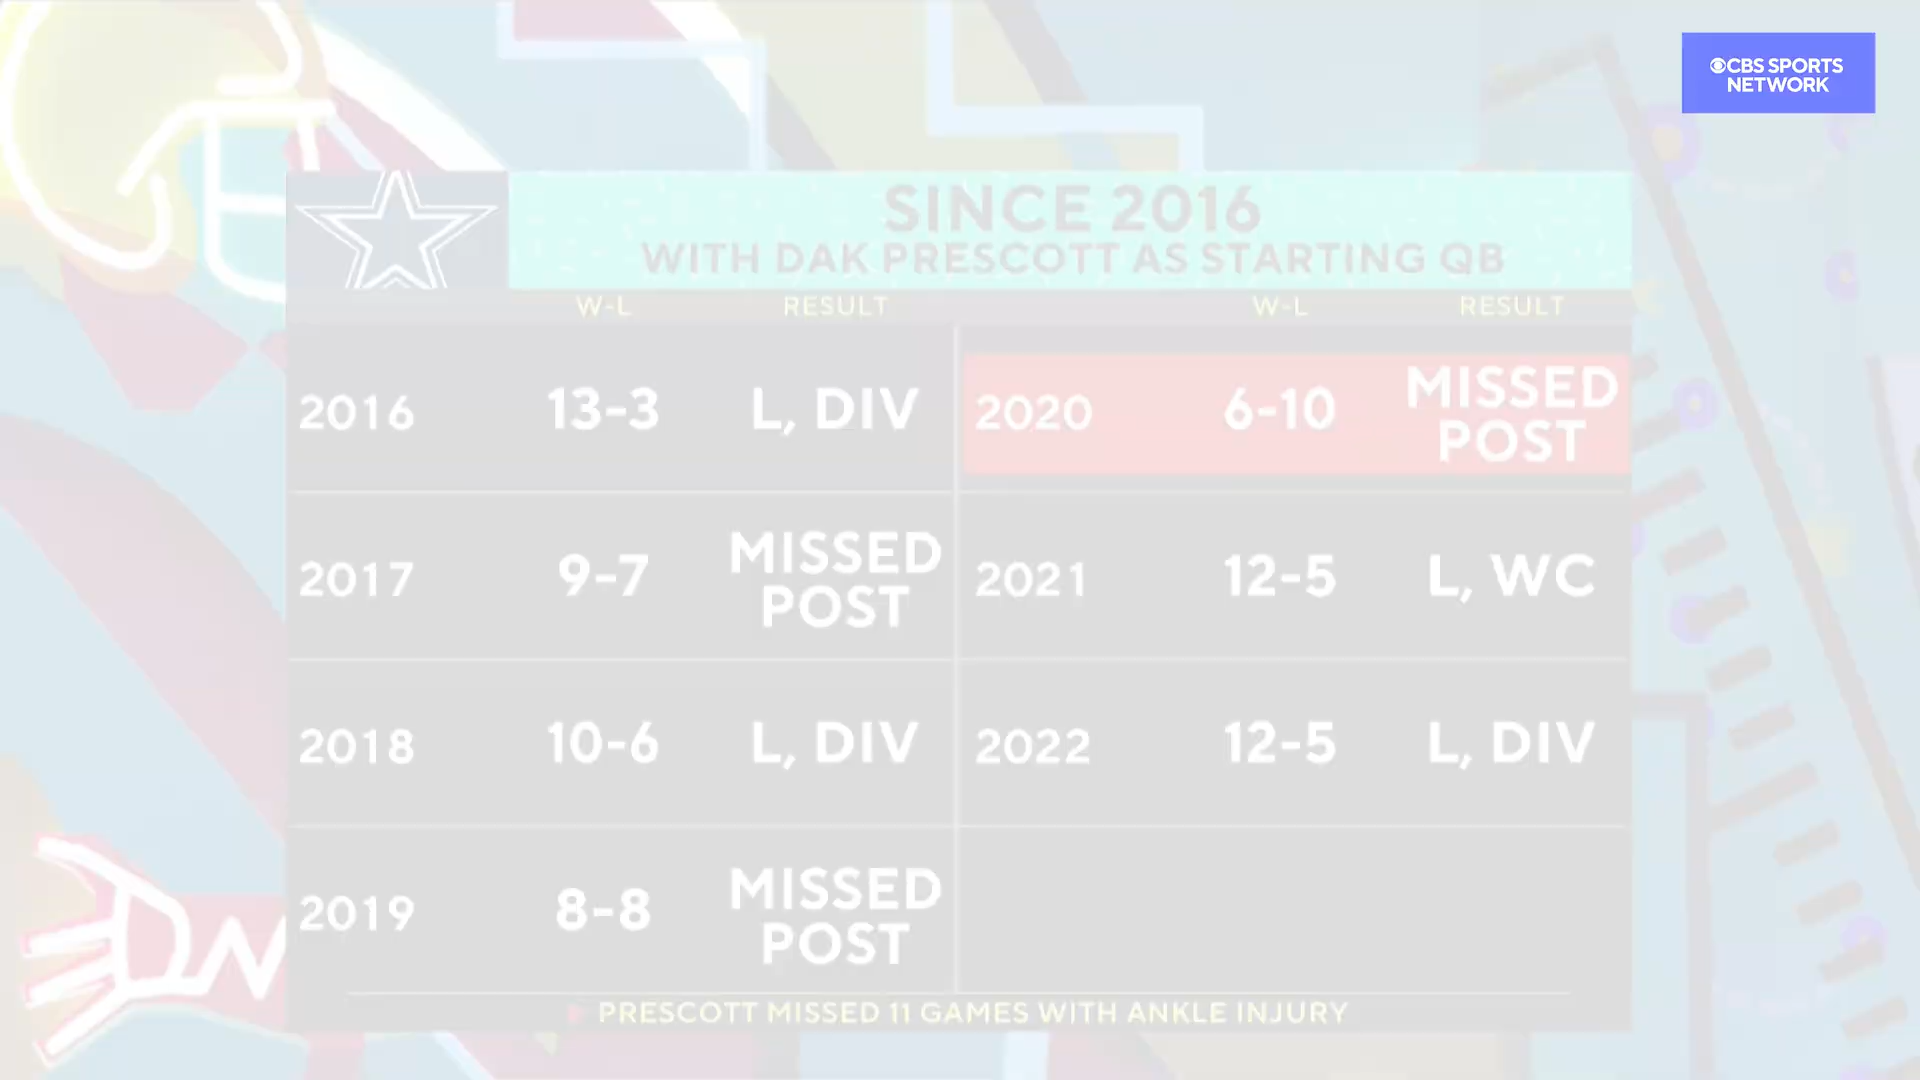 CBS SPORTS
NETWORK
SINCE 2016
WITH DAK PRESCOTT AS STARTING QB
W-L RESULT W-L RESULT
2016 13-3 L, DIV
2017 9-7 MISSED
POST
2018 10-6 L, DIV
2019 8-8 MISSED
POST
2020 6-10 MISSED
POST
2021 12-5 L, WC
2022 12-5 L, DIV
PRESCOTT MISSED 11 GAMES WITH ANKLE INJURY